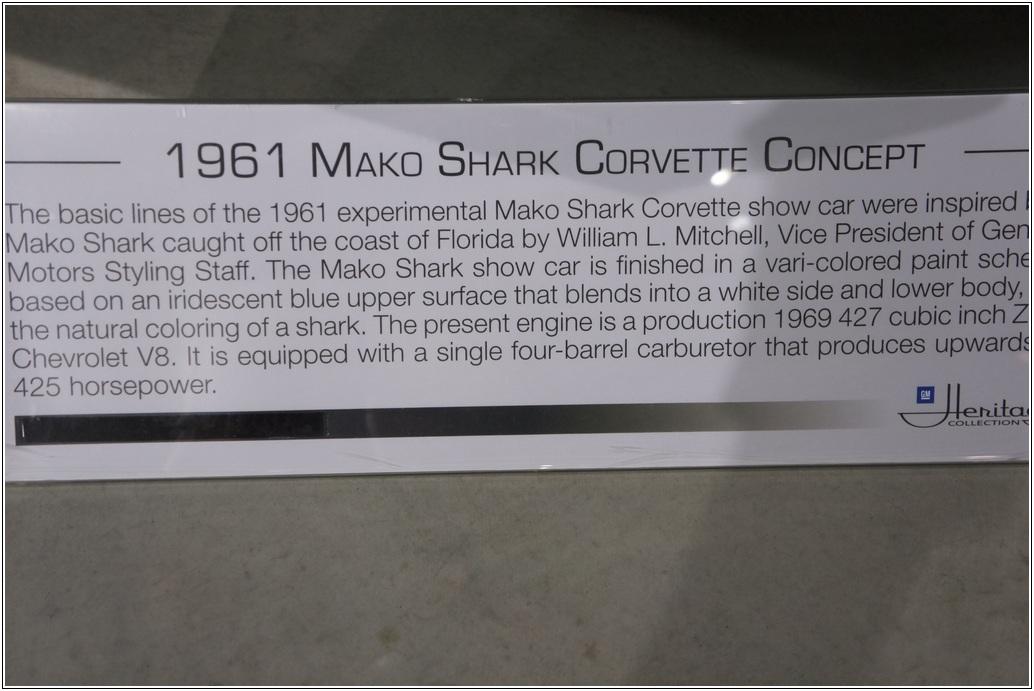 1961 MAKO SHARK CORVETTE CONCEPT
The basic lines of the 1961 experimental Mako Shark Corvette show car were inspired
Mako Shark caught off the coast of Florida by William L. Mitchell, Vice President of Gen
Motors Styling Staff. The Mako Shark show car is finished in a vari-colored paint sche
based on an iridescent blue upper surface that blends into a white side and lower body,
the natural coloring of a shark. The present engine is a production 1969 427 cubic inch Z
Chevrolet V8. It is equipped with a single four-barrel carburetor that produces upwards
425 horsepower.
GM
Herita
COLLECTION